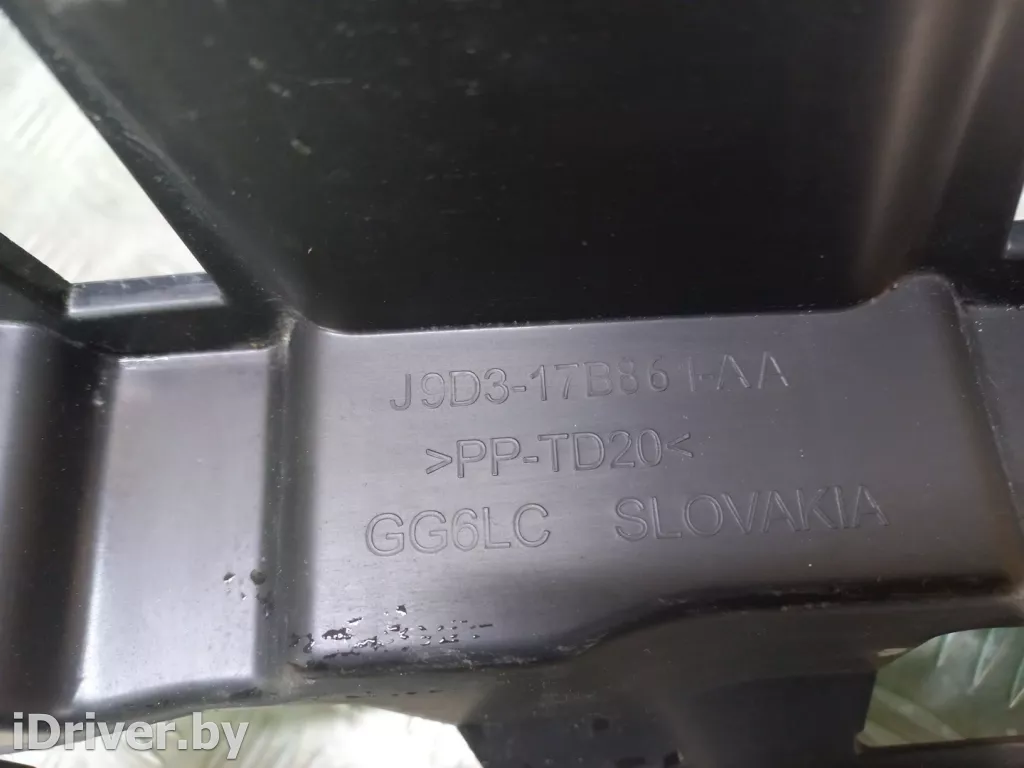 J9D3-17B861-AA
>PP-TD20<
GG6LC SLOVAKIA
iDriver.by